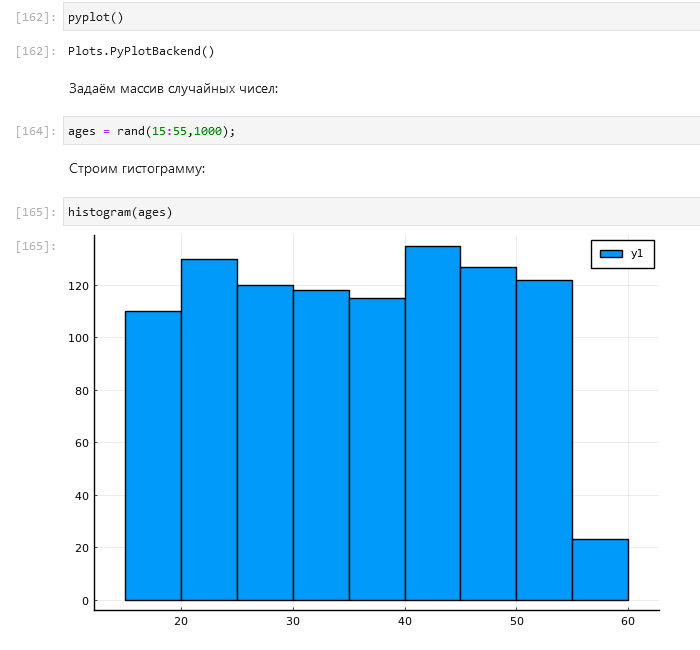 [162]: pyplot()
[162]: Plots.PyPlotBackend()
Задаём массив случайных чисел:
[164]: ages = rand(15:55,1000);
Строим гистограмму:
[165]: histogram(ages)
[165]:
y1
120
100
80
60
40
20
0
20 30 40 50 60